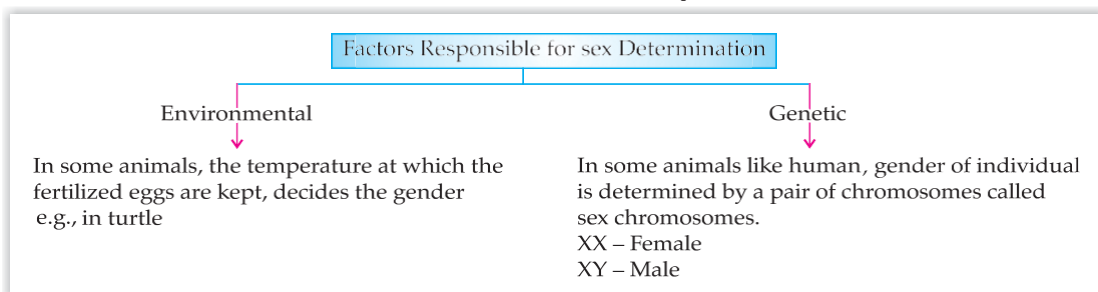 Factors Responsible for sex Determination
Environmental
In some animals, the temperature at which the
fertilized eggs are kept, decides the gender
e.g., in turtle
Genetic
In some animals like human, gender of individual
is determined by a pair of chromosomes called
sex chromosomes.
XX – Female
XY – Male